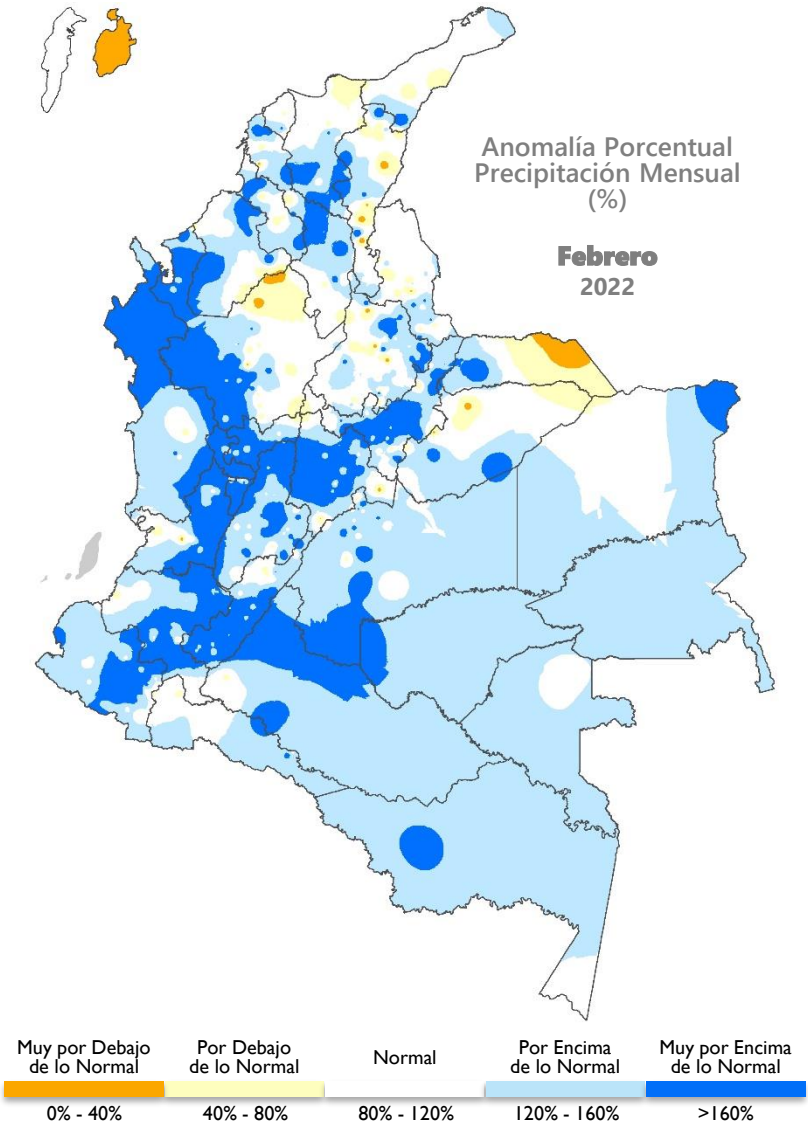 Anomalía Porcentual
Precipitación Mensual
(%)
Febrero
2022
Muy por Debajo
de lo Normal
Por Debajo
de lo Normal
Normal
Por Encima
de lo Normal
Muy por Encima
de lo Normal
0% - 40%
40% - 80%
80% - 120%
120% - 160%
>160%